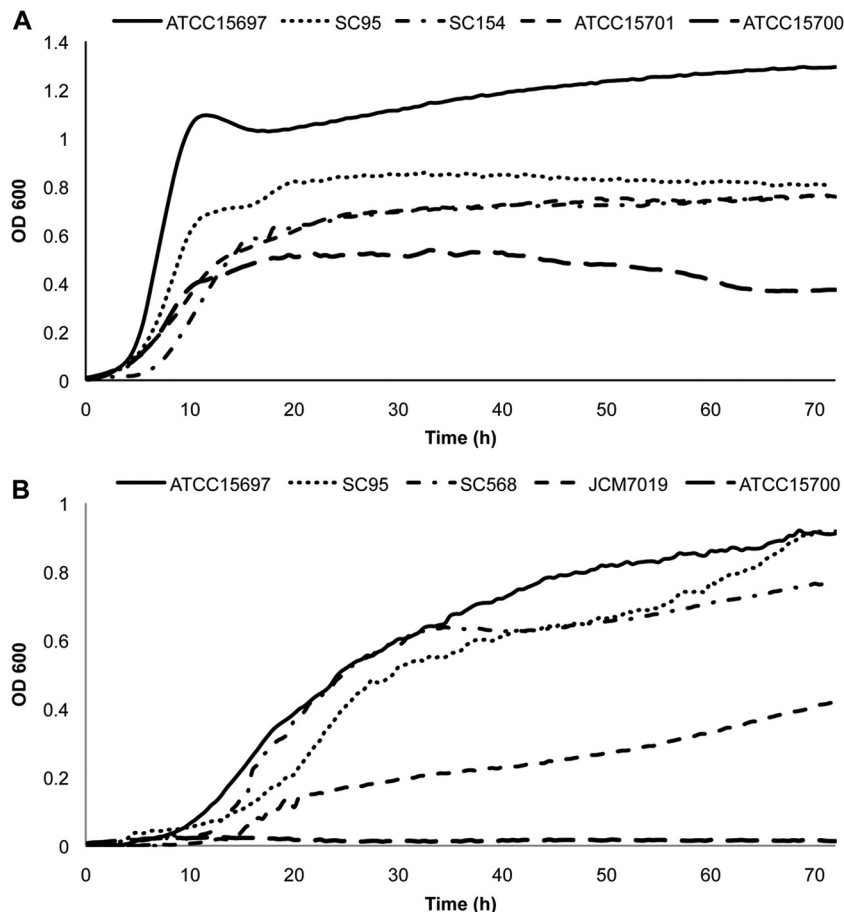 A
ATCC15697 SC95 SC154 ATCC15701 ATCC15700
1.4
1.2
1
0.8
0.6
0.4
0.2
0
OD 600
0 10 20 30 40 50 60 70
Time (h)
B
ATCC15697 SC95 SC568 JCM7019 ATCC15700
1
0.8
0.6
0.4
0.2
0
OD 600
0 10 20 30 40 50 60 70
Time (h)